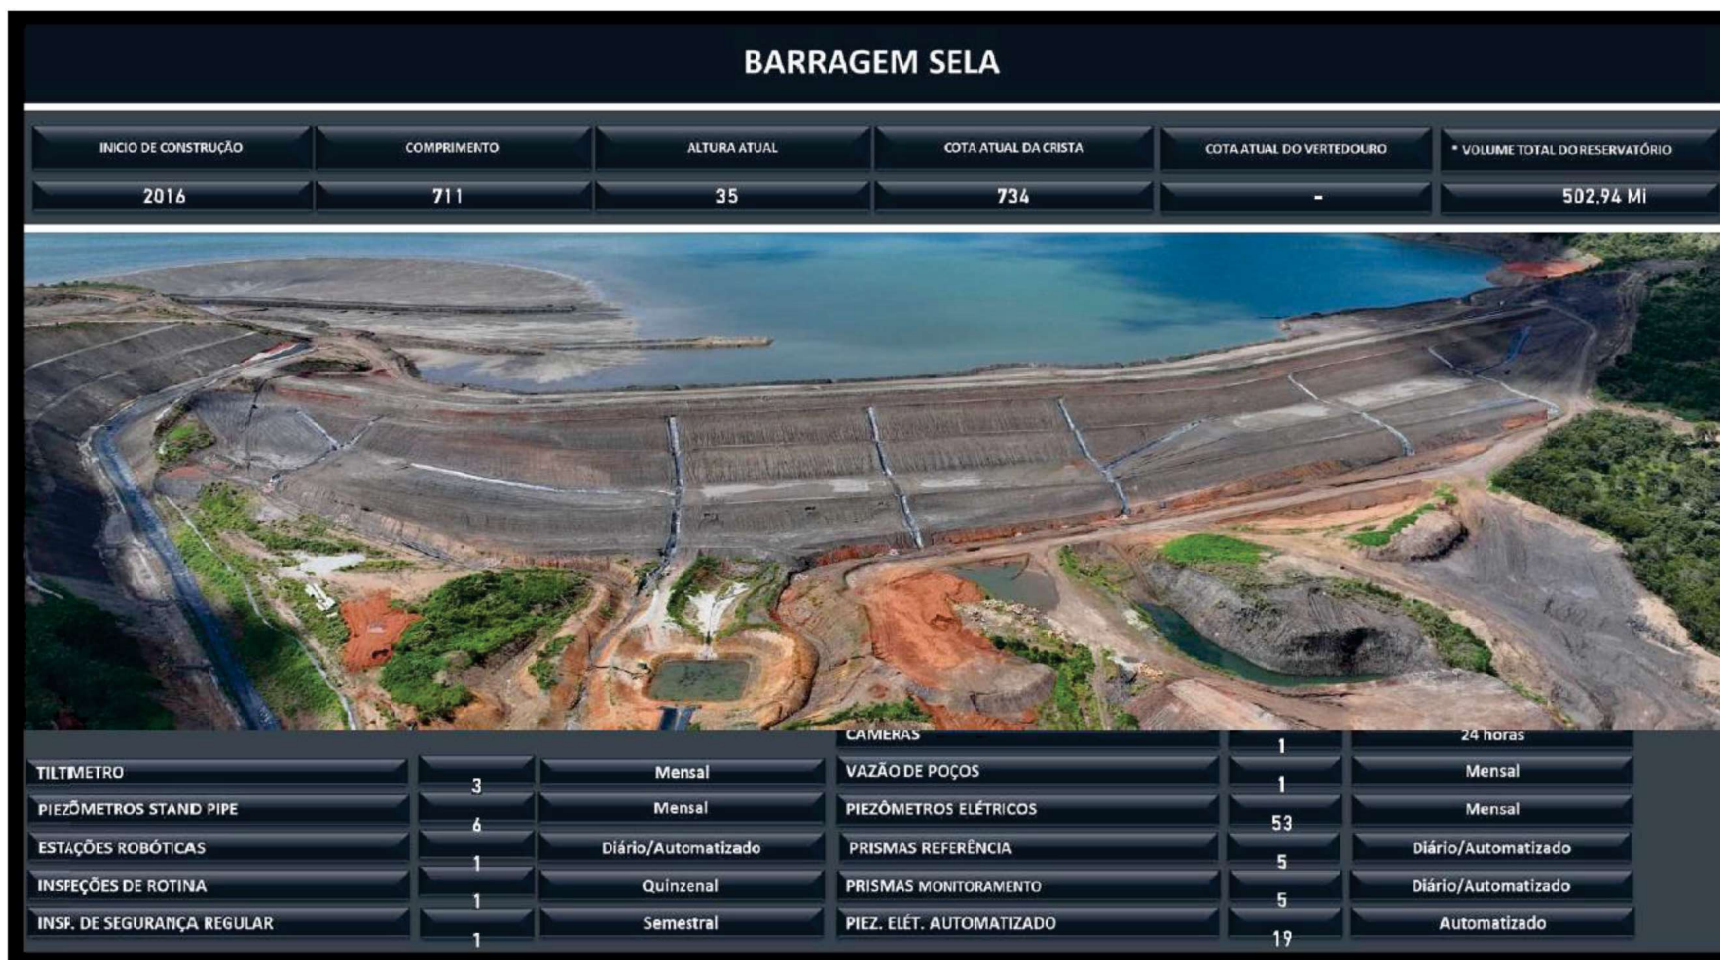 BARRAGEM SELA
INICIO DE CONSTRUÇÃO COMPRIMENTO ALTURA ATUAL COTA ATUAL DA CRISTA COTA ATUAL DO VERTEDOURO * VOLUME TOTAL DO RESERVATÓRIO
2016 711 35 734 - 502,94 Mi
CAMERAS 1 24 horas
TILTIMETRO 3 Mensal VAZÃO DE POÇOS 1 Mensal
PIEZÕMETROS STAND PIPE 6 Mensal PIEZÔMETROS ELÉTRICOS 53 Mensal
ESTAÇÕES ROBÓTICAS 1 Diário/Automatizado PRISMAS REFERÊNCIA 5 Diário/Automatizado
INSPEÇÕES DE ROTINA 1 Quinzenal PRISMAS MONITORAMENTO 5 Diário/Automatizado
INSP. DE SEGURANÇA REGULAR 1 Semestral PIEZ. ELÉT. AUTOMATIZADO 19 Automatizado